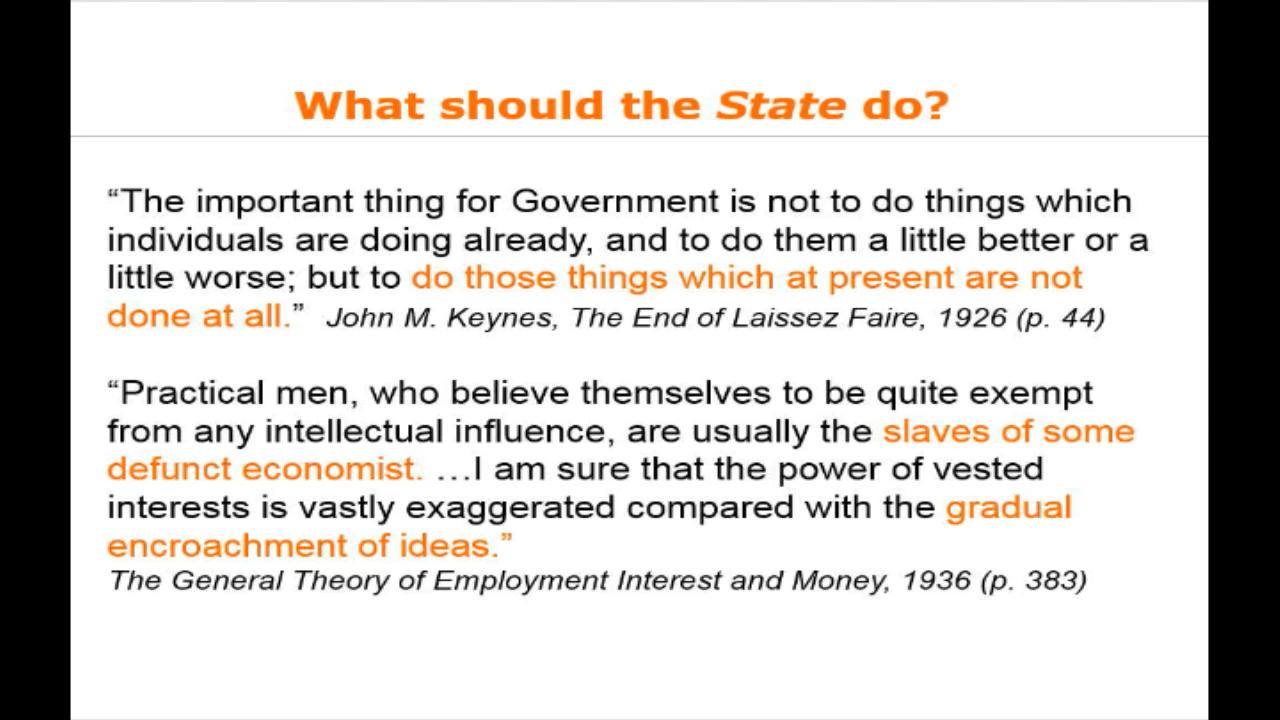 What should the State do?
“The important thing for Government is not to do things which
individuals are doing already, and to do them a little better or a
little worse; but to do those things which at present are not
done at all.” John M. Keynes, The End of Laissez Faire, 1926 (p. 44)
“Practical men, who believe themselves to be quite exempt
from any intellectual influence, are usually the slaves of some
defunct economist. …I am sure that the power of vested
interests is vastly exaggerated compared with the gradual
encroachment of ideas.”
The General Theory of Employment Interest and Money, 1936 (p. 383)